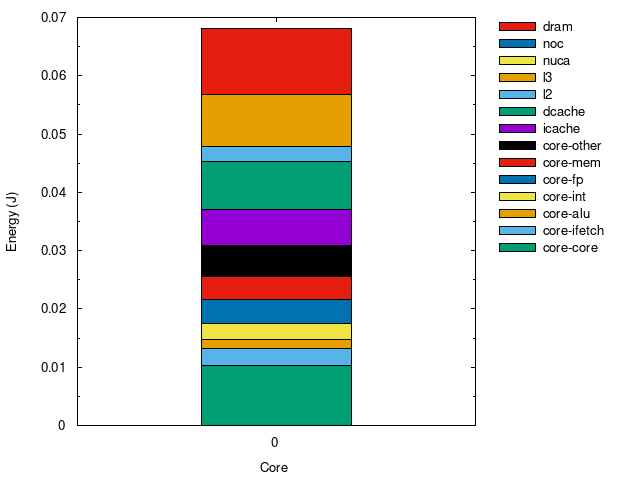 0.07
0.06
0.05
0.04
0.03
0.02
0.01
0
Energy (J)
0
Core
dram
noc
nuca
l3
l2
dcache
icache
core-other
core-mem
core-fp
core-int
core-alu
core-ifetch
core-core